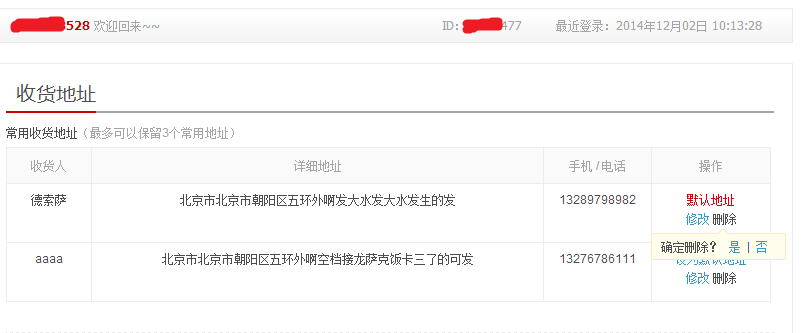 528 欢迎回来~~ ID: 477 最近登录：2014年12月02日 10:13:28
收货地址
常用收货地址（最多可以保留3个常用地址）
收货人 详细地址 手机 /电话 操作
德索萨 北京市北京市朝阳区五环外啊发大水发大水发生的发 13289798982 默认地址
修改 删除
确定删除？ 是 | 否
aaaa 北京市北京市朝阳区五环外啊空档接龙萨克饭卡三了的可发 13276786111 设为默认地址
修改 删除